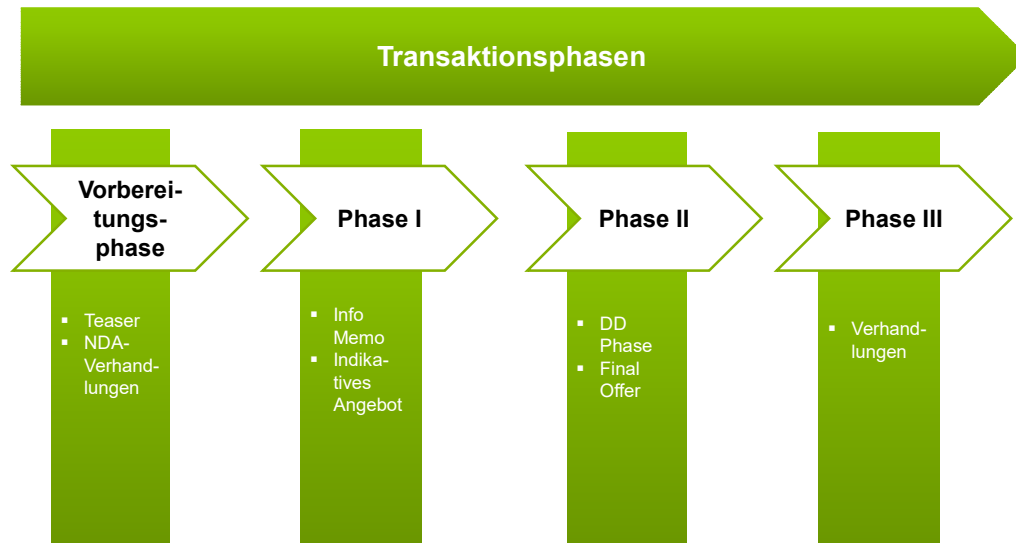 Transaktionsphasen
Vorberei-
tungs-
phase
Phase I
Phase II
Phase III
▪ Teaser
▪ NDA-
Verhand-
lungen
▪ Info
Memo
▪ Indika-
tives
Angebot
▪ DD
Phase
▪ Final
Offer
▪ Verhand-
lungen